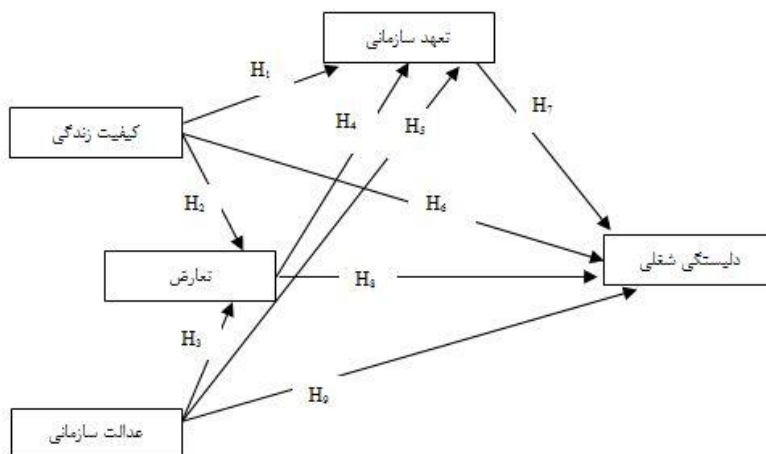 تعهد سازمانی
H₁
H₇
H₄
H₅
کیفیت زندگی
H₂
H₆
دلبستگی شغلی
تعارض
H₈
H₃
H₉
عدالت سازمانی